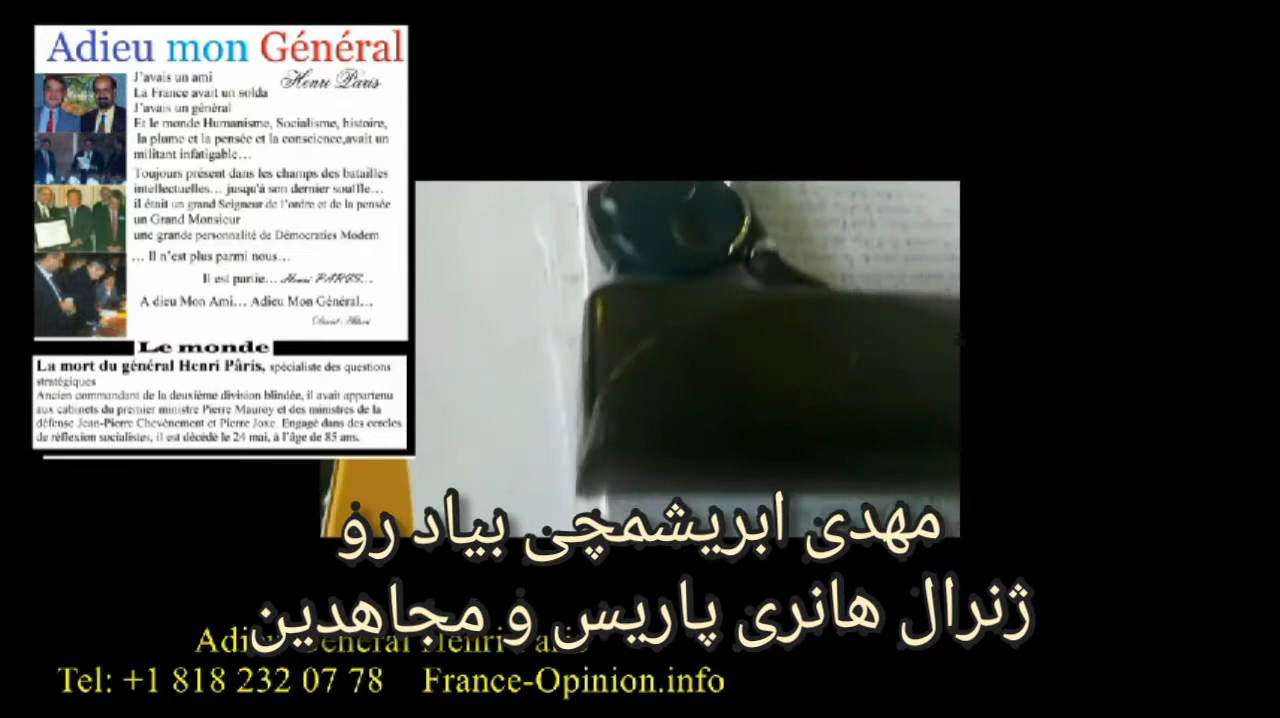 Adieu mon Général
Henri Pâris
J'avais un ami
La France avait un solda
J'avais un général
Et le monde Humanisme, Socialisme, histoire,
la plume et la pensée et la conscience,avait un
militant infatigable...
Toujours présent dans les champs des batailles
intellectuelles... jusqu'à son dernier souffle...
il était un grand Seigneur de l'ordre et de la pensée
un Grand Monsieur
une grande personnalité de Démocraties Modern
... Il n'est plus parmi nous...
Il est partie... Henri PARIS...
A dieu Mon Ami... Adieu Mon Général...
Le monde
La mort du général Henri Pâris, spécialiste des questions
stratégiques
Ancien commandant de la deuxième division blindée, il avait appartenu
aux cabinets du premier ministre Pierre Mauroy et des ministres de la
défense Jean-Pierre Chevènement et Pierre Joxe. Engagé dans des cercles
de réflexion socialistes, il est décédé le 24 mai, à l'âge de 85 ans.
مهدی ابریشمچی بیاد رو
ژنرال هانری پاریس و مجاهدین
Tel: +1 818 232 07 78 France-Opinion.info